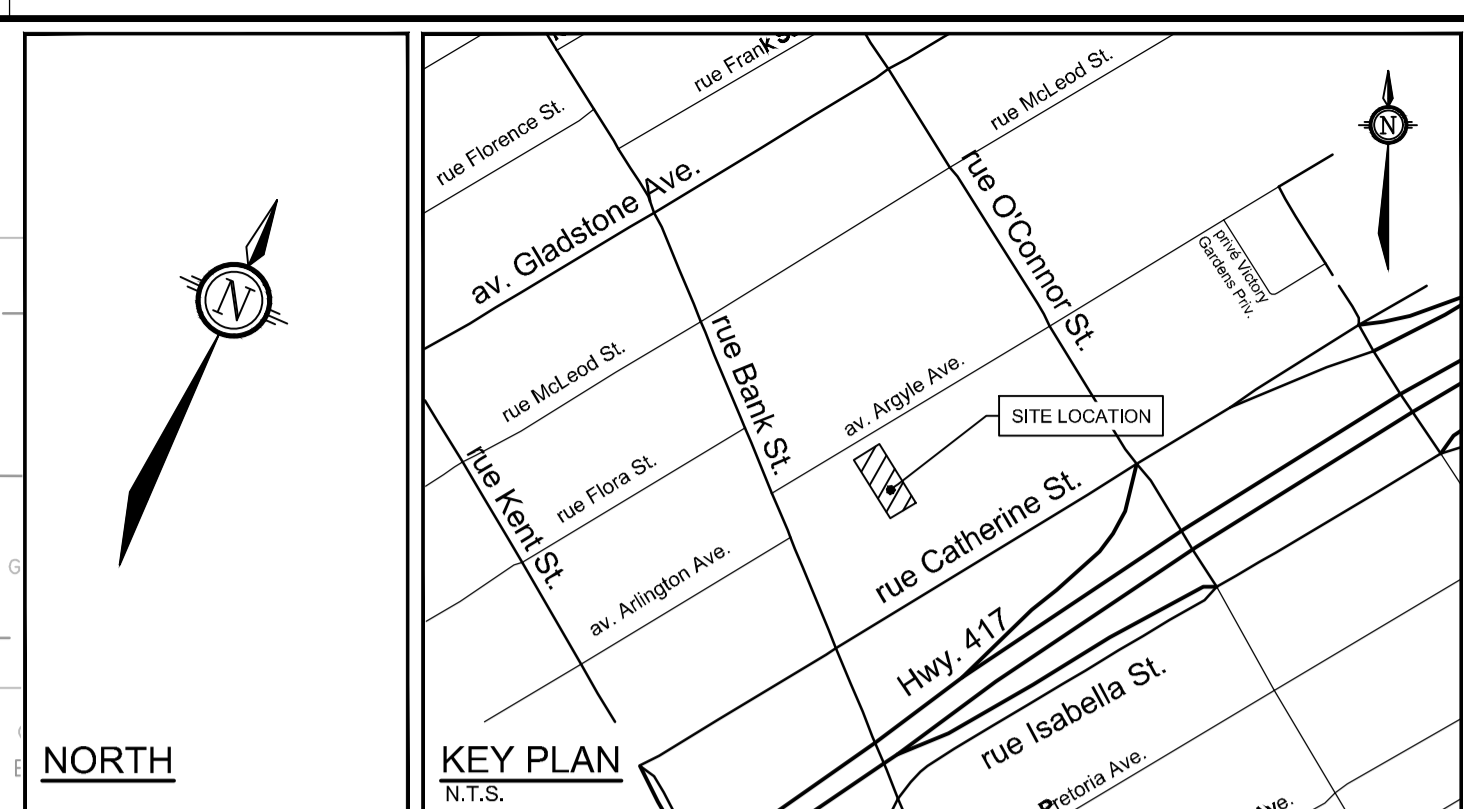 N
NORTH
rue Frank S
rue McLeod St.
N
rue Florence St.
av. Gladstone Ave.
rue O'Connor St.
privé Victory
Gardens Priv.
rue McLeod St.
rue Bank St.
av. Argyle Ave.
SITE LOCATION
rue Kent St.
rue Flora St.
rue Catherine St.
av. Arlington Ave.
Hwy. 417
rue Isabella St.
Pretoria Ave.
ve.
KEY PLAN
N.T.S.
G
E